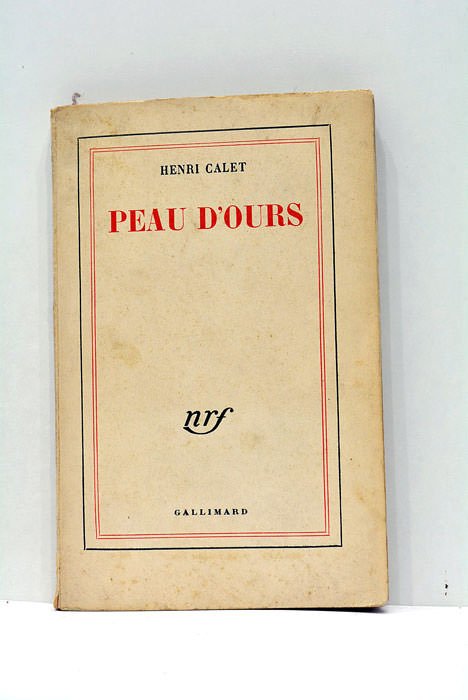 HENRI CALET
PEAU D'OURS
nrf
GALLIMARD